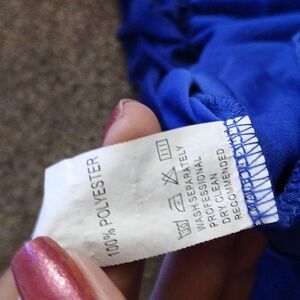 100% POLYESTER
WASH SEPARATELY
PROFESSIONAL
DRY CLEAN
RECOMMENDED